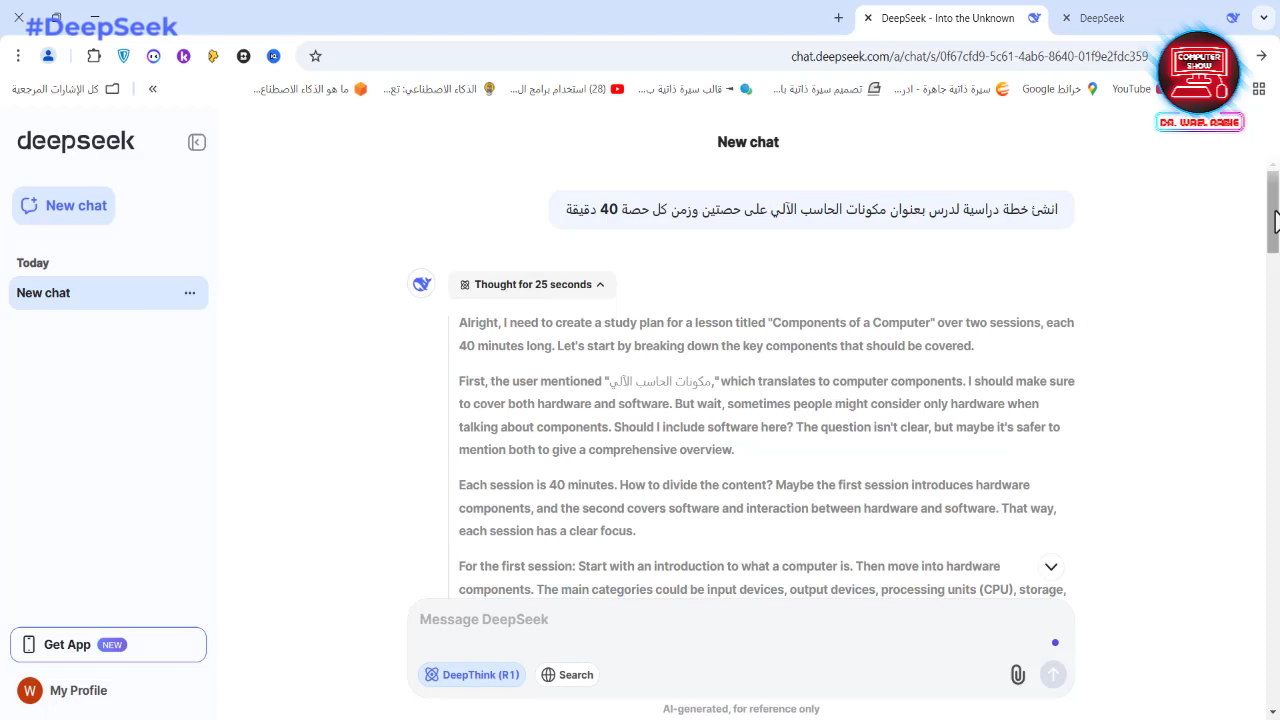 #DeepSeek
DeepSeek - Into the Unknown
DeepSeek
chat.deepseek.com/a/chat/s/0f67cfd9-5c61-4ab6-8640-01f9e2fdc359
COMPUTER
SHOW
DR. WAEL RABIE
كل الإشارات المرجعية
ما هو الذكاء الاصطناع...
الذكاء الاصطناعي: تع...
(28) استخدام برامج ال...
قالب سيرة ذاتية ب...
تصميم سيرة ذاتية با...
سيرة ذاتية جاهزة - ادر...
خرائط Google
YouTube
deepseek
New chat
New chat
انشئ خطة دراسية لدرس بعنوان مكونات الحاسب الآلي على حصتين وزمن كل حصة 40 دقيقة
Today
New chat
Thought for 25 seconds
Alright, I need to create a study plan for a lesson titled "Components of a Computer" over two sessions, each
40 minutes long. Let's start by breaking down the key components that should be covered.
First, the user mentioned "مكونات الحاسب الآلي," which translates to computer components. I should make sure
to cover both hardware and software. But wait, sometimes people might consider only hardware when
talking about components. Should I include software here? The question isn't clear, but maybe it's safer to
mention both to give a comprehensive overview.
Each session is 40 minutes. How to divide the content? Maybe the first session introduces hardware
components, and the second covers software and interaction between hardware and software. That way,
each session has a clear focus.
For the first session: Start with an introduction to what a computer is. Then move into hardware
components. The main categories could be input devices, output devices, processing units (CPU), storage,
Message DeepSeek
Get App NEW
DeepThink (R1)
Search
W
My Profile
AI-generated, for reference only